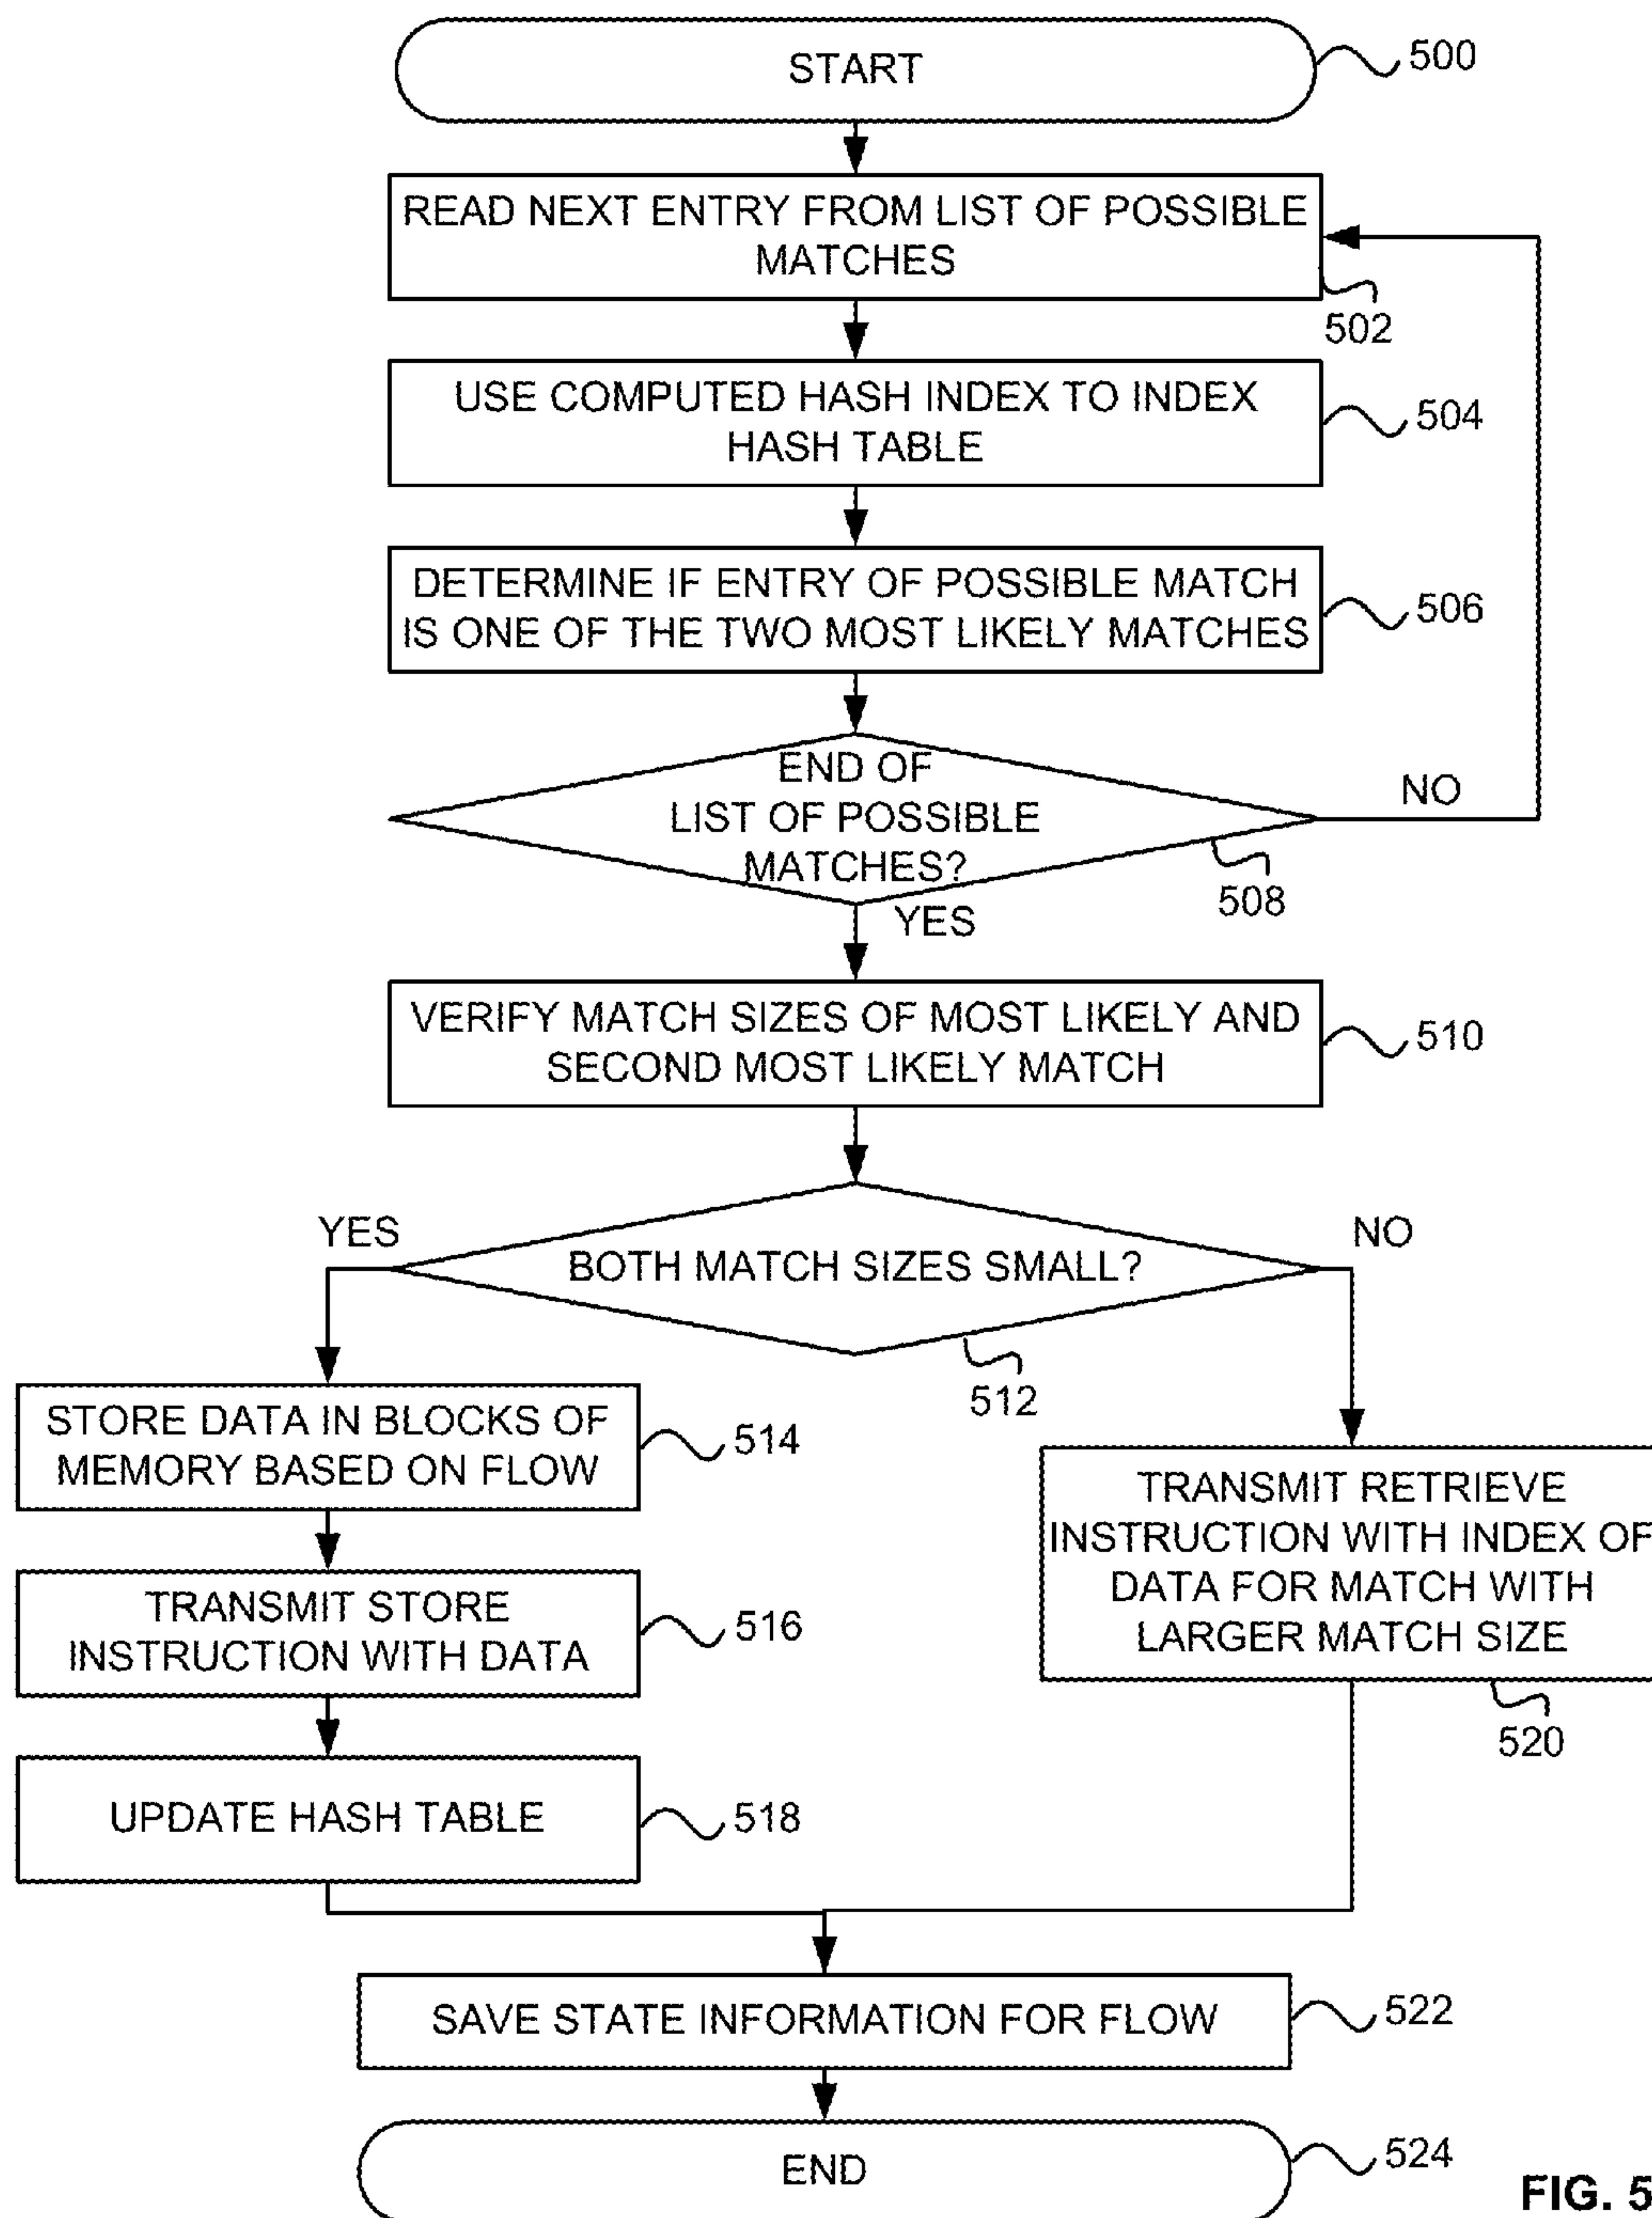 START
500
READ NEXT ENTRY FROM LIST OF POSSIBLE
MATCHES
502
USE COMPUTED HASH INDEX TO INDEX
HASH TABLE
504
DETERMINE IF ENTRY OF POSSIBLE MATCH
IS ONE OF THE TWO MOST LIKELY MATCHES
506
END OF
LIST OF POSSIBLE
MATCHES?
NO
508
YES
VERIFY MATCH SIZES OF MOST LIKELY AND
SECOND MOST LIKELY MATCH
510
YES
BOTH MATCH SIZES SMALL?
NO
512
STORE DATA IN BLOCKS OF
MEMORY BASED ON FLOW
514
TRANSMIT STORE
INSTRUCTION WITH DATA
516
UPDATE HASH TABLE
518
TRANSMIT RETRIEVE
INSTRUCTION WITH INDEX OF
DATA FOR MATCH WITH
LARGER MATCH SIZE
520
SAVE STATE INFORMATION FOR FLOW
522
END
524
FIG. 5